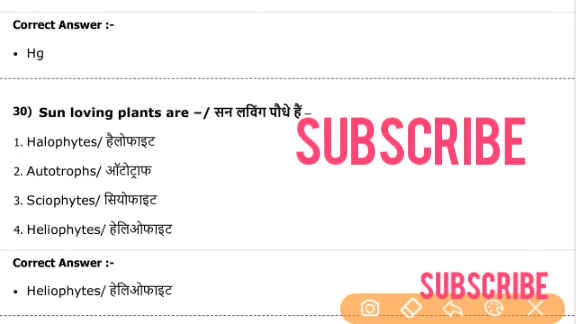 Correct Answer :-
• Hg
30) Sun loving plants are –/ सन लविंग पौधे हैं –
SUBSCRIBE
1. Halophytes/ हैलोफाइट
2. Autotrophs/ ऑटोट्राफ
3. Sciophytes/ सियोफाइट
4. Heliophytes/ हेलिओफाइट
Correct Answer :-
SUBSCRIBE
• Heliophytes/ हेलिओफाइट